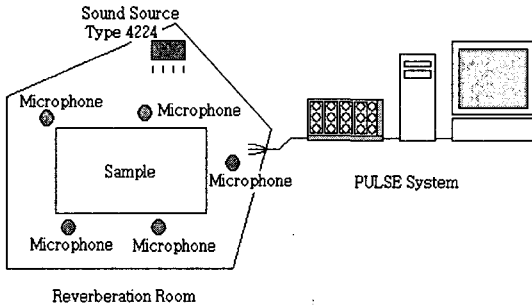 Sound Source
Type 4224
Microphone
Microphone
Sample
Microphone
PULSE System
Microphone
Microphone
Reverberation Room